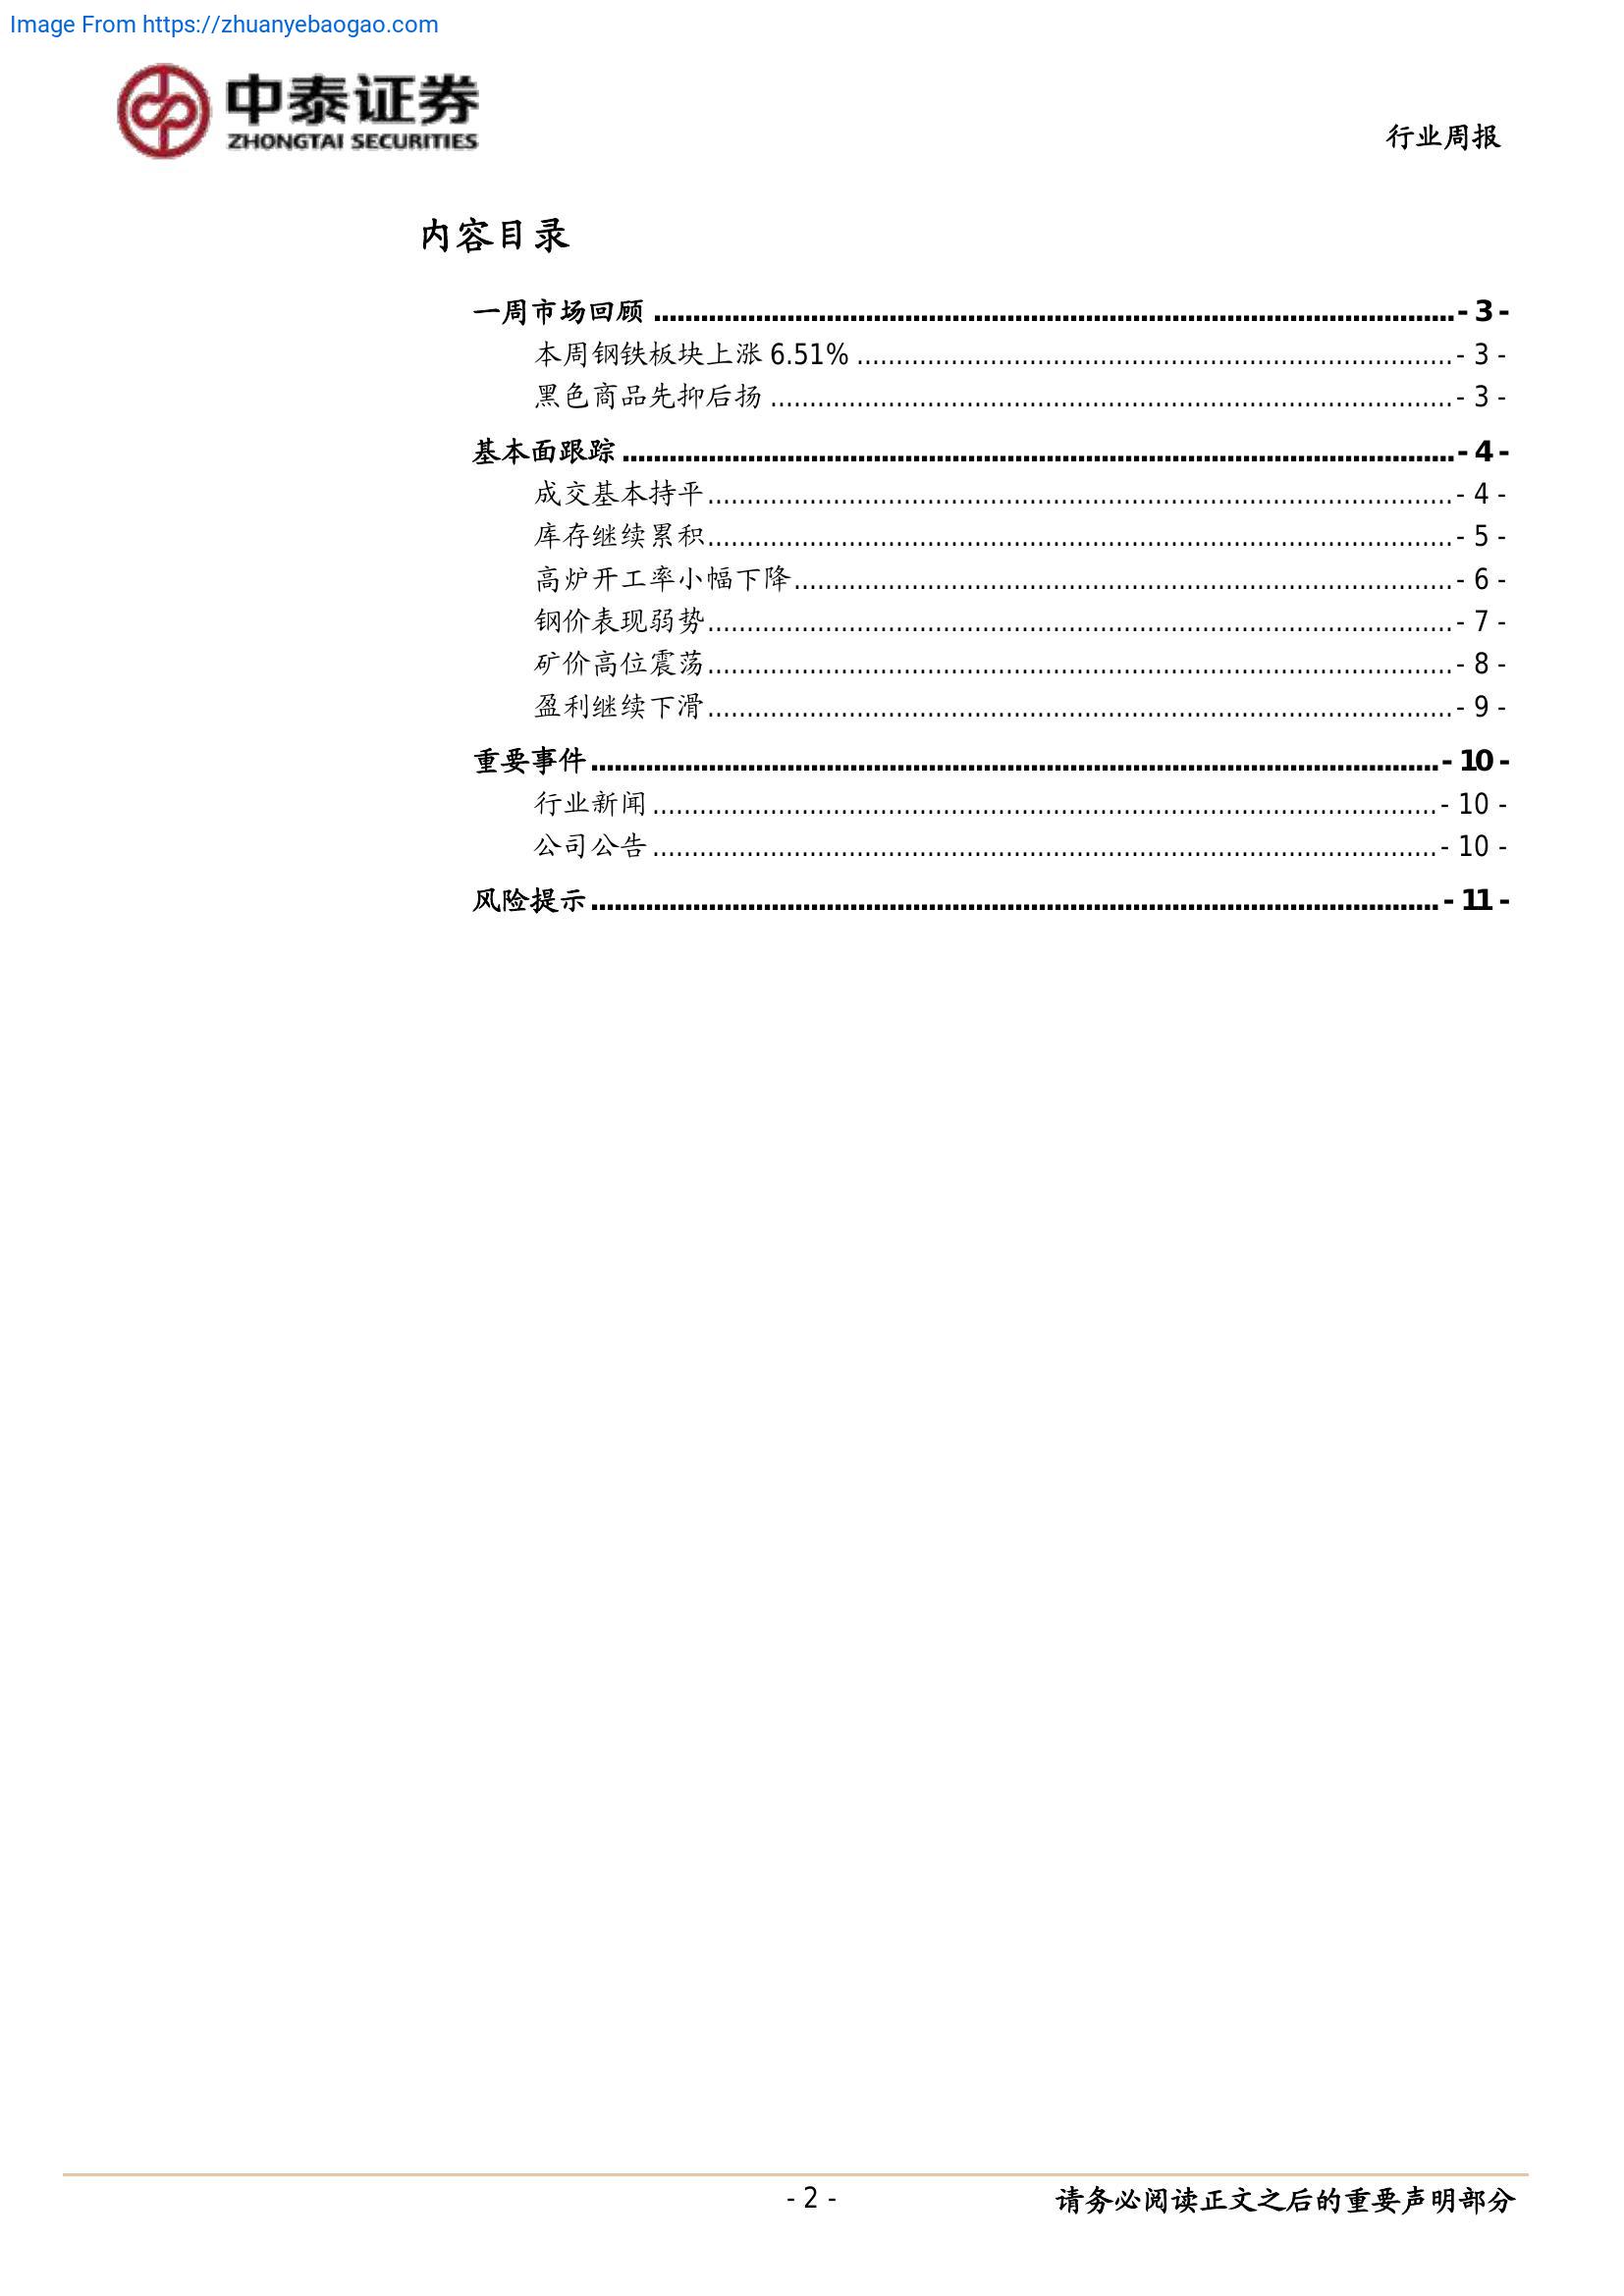 Image From https://zhuanyebaogao.com
中泰证券
ZHONGTAI SECURITIES
行业周报
内容目录
一周市场回顾 ........................................................................................................ - 3 -
本周钢铁板块上涨 6.51% ............................................................................ - 3 -
黑色商品先抑后扬 ....................................................................................... - 3 -
基本面跟踪 ............................................................................................................ - 4 -
成交基本持平............................................................................................... - 4 -
库存继续累积............................................................................................... - 5 -
高炉开工率小幅下降.................................................................................... - 6 -
钢价表现弱势............................................................................................... - 7 -
矿价高位震荡............................................................................................... - 8 -
盈利继续下滑............................................................................................... - 9 -
重要事件 ............................................................................................................. - 10 -
行业新闻 .................................................................................................... - 10 -
公司公告 .................................................................................................... - 10 -
风险提示 ............................................................................................................. - 11 -
- 2 -
请务必阅读正文之后的重要声明部分